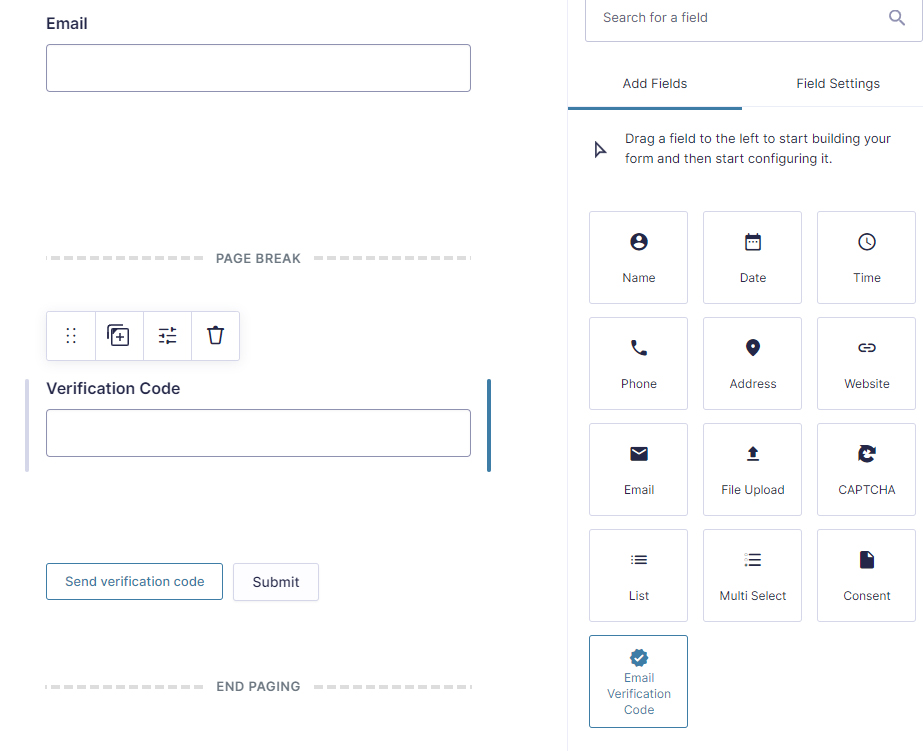 Email
PAGE BREAK
Verification Code
Send verification code
Submit
END PAGING
Search for a field
Add Fields
Field Settings
Drag a field to the left to start building your
form and then start configuring it.
Name
Date
Time
Phone
Address
Website
Email
File Upload
CAPTCHA
List
Multi Select
Consent
Email
Verification
Code